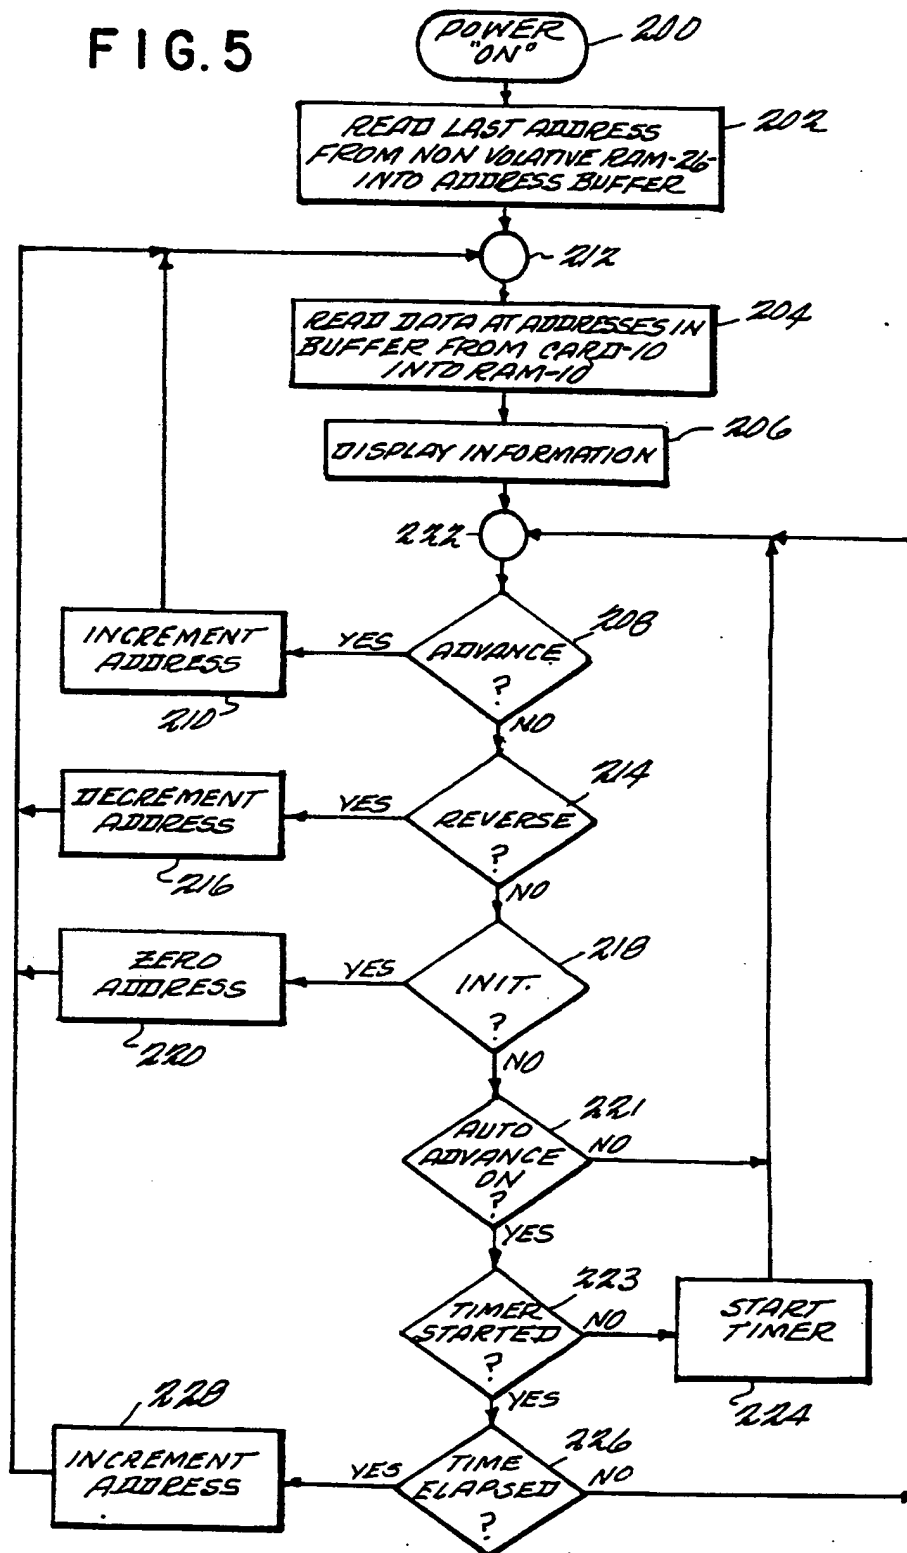 FIG. 5
POWER
"ON"
200
READ LAST ADDRESS
FROM NON VOLATIVE RAM-26-
INTO ADDRESS BUFFER
202
212
READ DATA AT ADDRESSES IN
BUFFER FROM CARD-10
INTO RAM-10
204
DISPLAY INFORMATION
206
222
ADVANCE
?
208
YES
INCREMENT
ADDRESS
210
NO
REVERSE
?
214
YES
DECREMENT
ADDRESS
216
NO
INIT.
?
218
YES
ZERO
ADDRESS
220
NO
AUTO
ADVANCE
ON
?
221
NO
YES
TIMER
STARTED
?
223
NO
START
TIMER
224
YES
TIME
ELAPSED
?
226
NO
YES
INCREMENT
ADDRESS
228